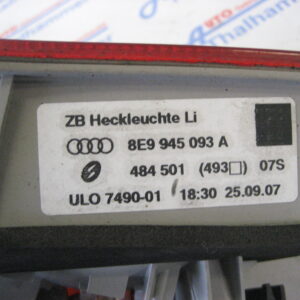 ZB Heckleuchte Li
8E9 945 093 A
484 501 (493□) 07S
ULO 7490-01 18:30 25.09.07